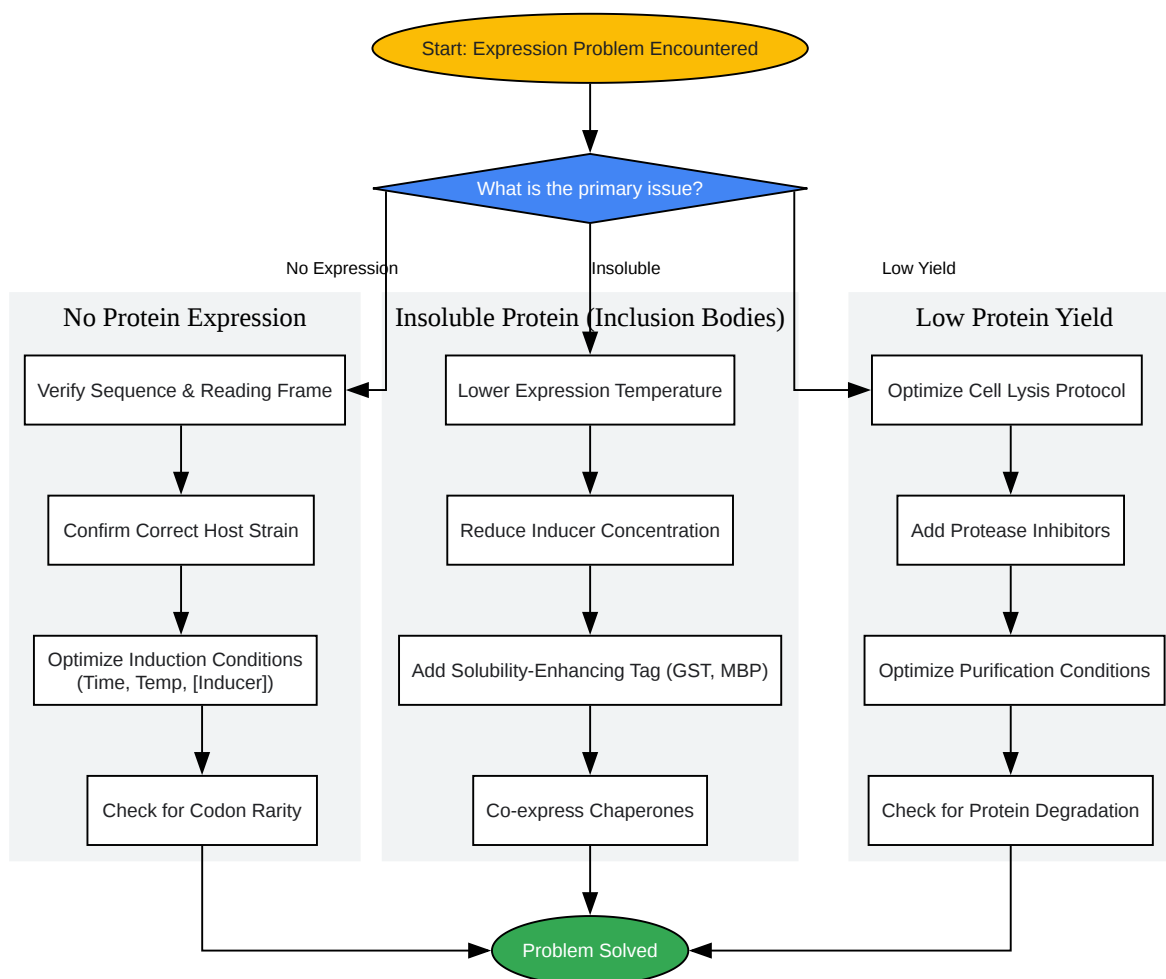 Start: Expression Problem Encountered
What is the primary issue?
No Expression
Insoluble
Low Yield
No Protein Expression
Verify Sequence & Reading Frame
Confirm Correct Host Strain
Optimize Induction Conditions
(Time, Temp, [Inducer])
Check for Codon Rarity
Insoluble Protein (Inclusion Bodies)
Lower Expression Temperature
Reduce Inducer Concentration
Add Solubility-Enhancing Tag (GST, MBP)
Co-express Chaperones
Low Protein Yield
Optimize Cell Lysis Protocol
Add Protease Inhibitors
Optimize Purification Conditions
Check for Protein Degradation
Problem Solved